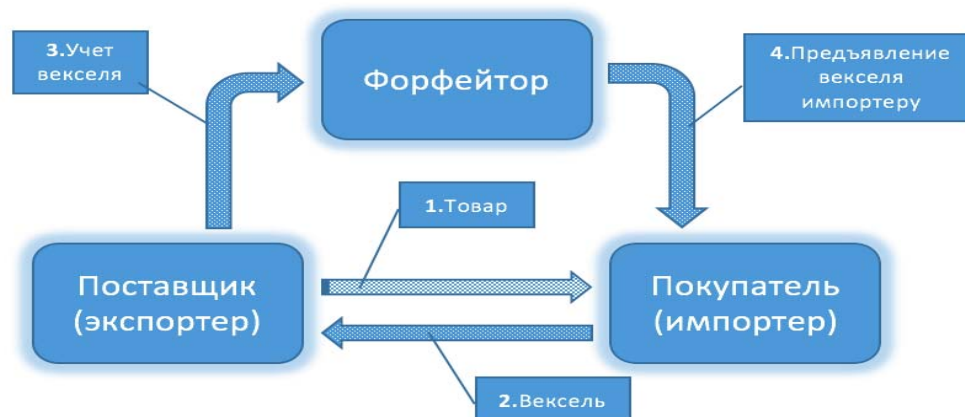 3.Учет
векселя
Форфейтор
4.Предъявление
векселя
импортеру
1.Товар
Поставщик
(экспортер)
Покупатель
(импортер)
2.Вексель